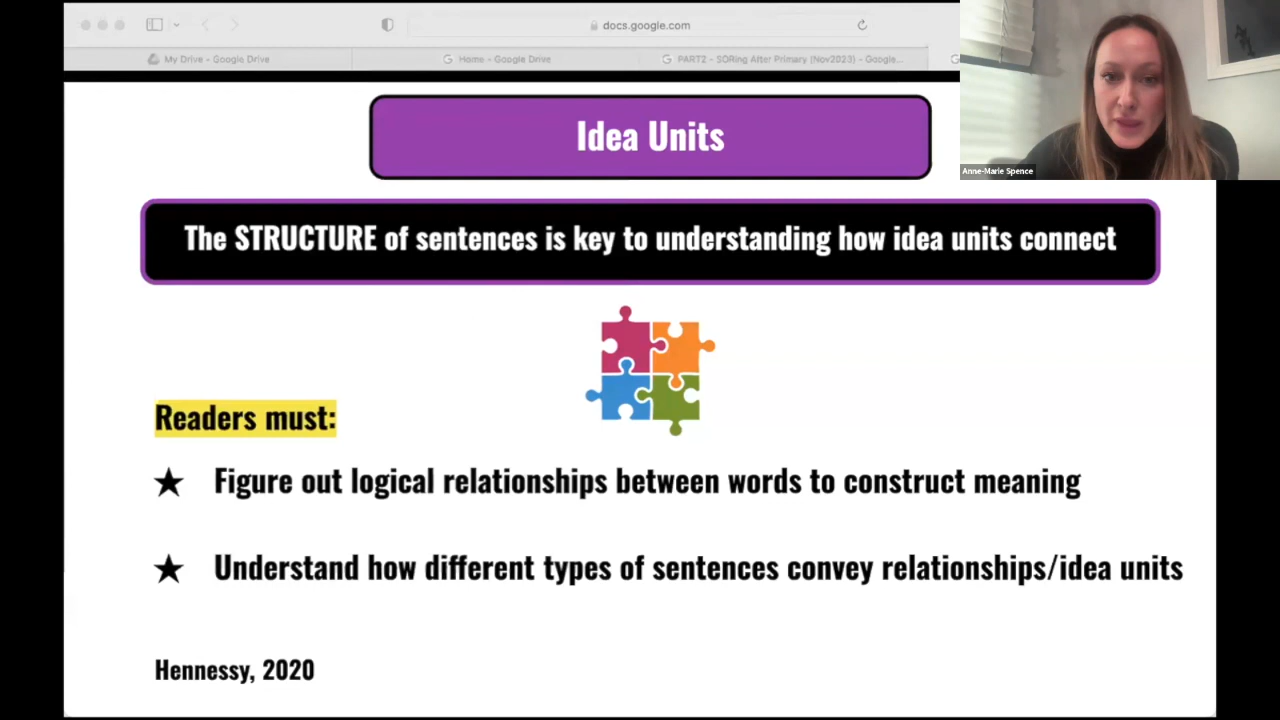 docs.google.com
My Drive - Google Drive
Home - Google Drive
PART2 - SORing After Primary (Nov2023) - Google...
Anne-Marie Spence
Idea Units
The STRUCTURE of sentences is key to understanding how idea units connect
Readers must:
★ Figure out logical relationships between words to construct meaning
★ Understand how different types of sentences convey relationships/idea units
Hennessy, 2020